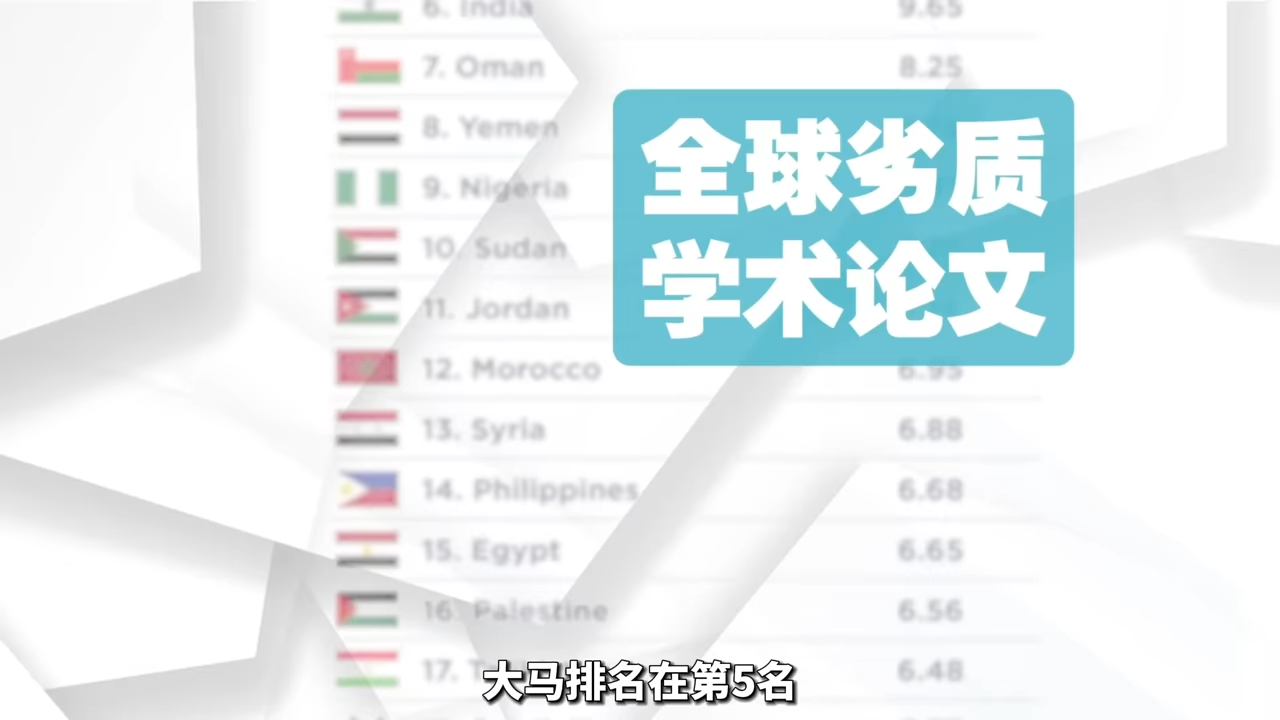 6. India 9.65
7. Oman 8.25
8. Yemen
9. Nigeria
10. Sudan
11. Jordan
12. Morocco 6.95
13. Syria 6.88
14. Philippines 6.68
15. Egypt 6.65
16. Palestine 6.56
17. 6.48
全球劣质
学术论文
大马排名在第5名